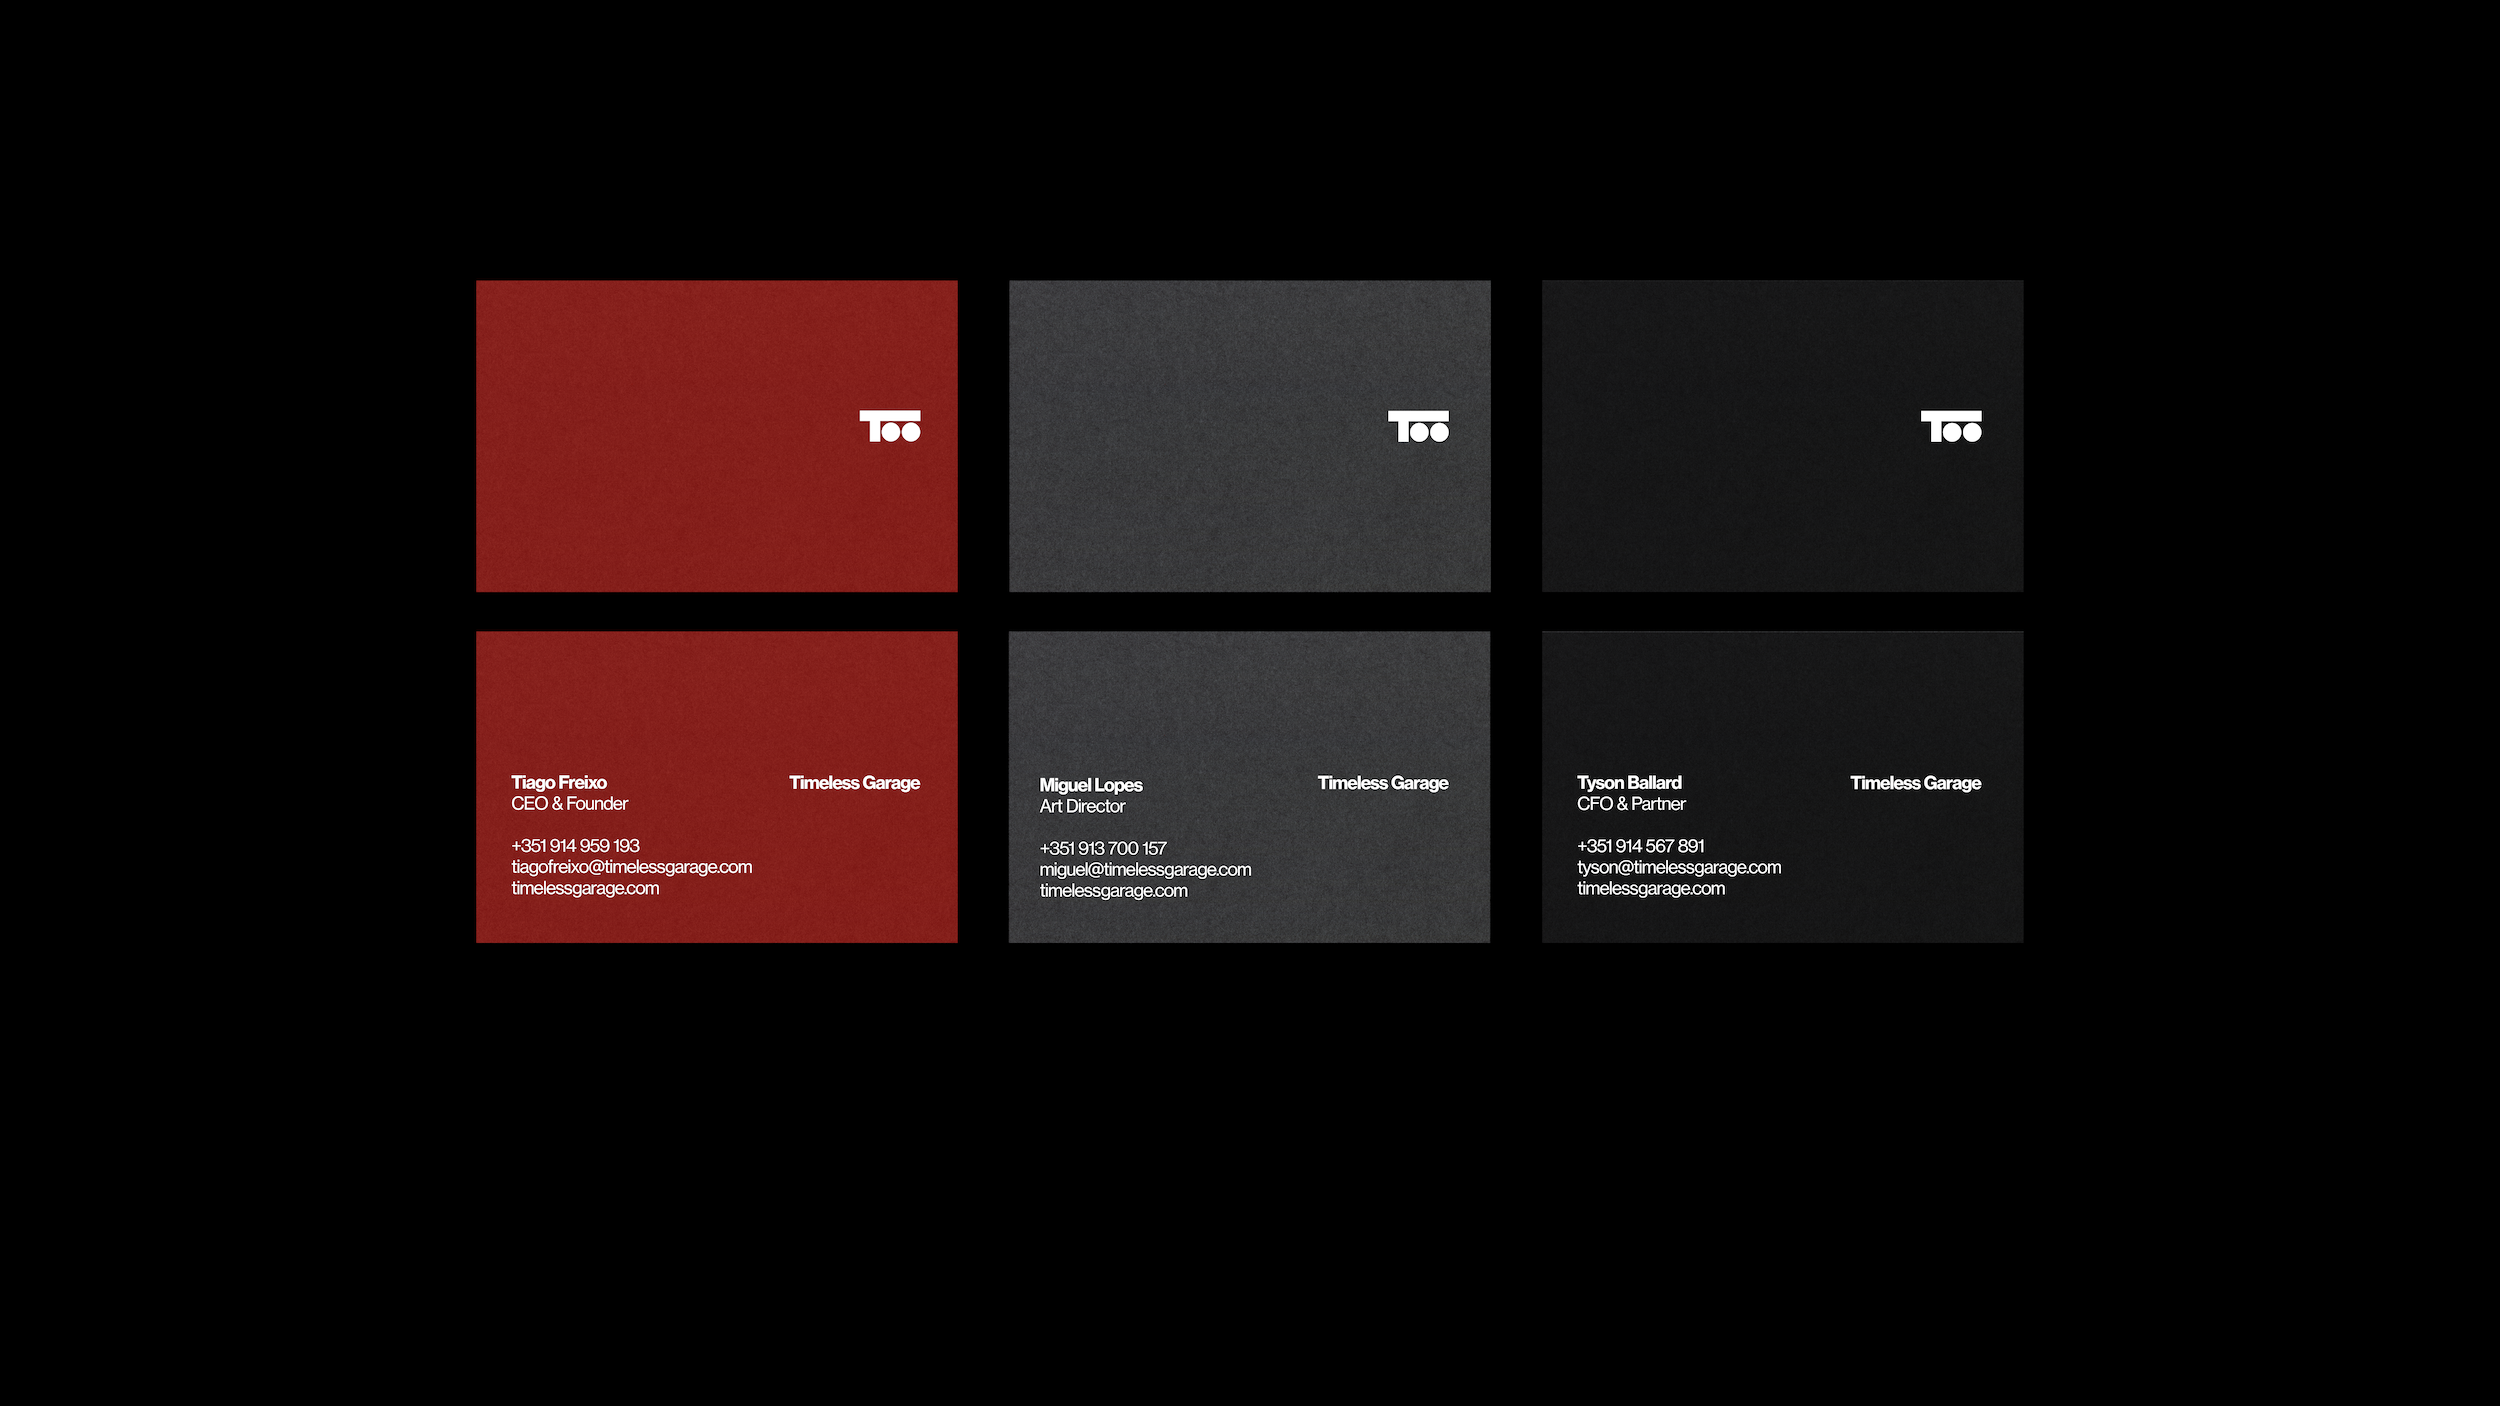 Too
Too
Too
Tiago Freixo
CEO & Founder
+351 914 959 193
tiagofreixo@timelessgarage.com
timelessgarage.com
Timeless Garage
Miguel Lopes
Art Director
+351 913 700 157
miguel@timelessgarage.com
timelessgarage.com
Timeless Garage
Tyson Ballard
CFO & Partner
+351 914 567 891
tyson@timelessgarage.com
timelessgarage.com
Timeless Garage